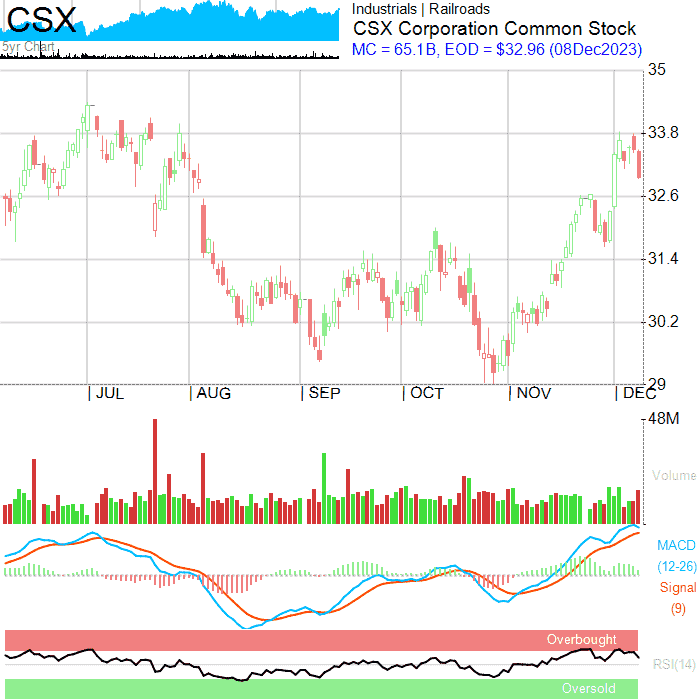 CSX
5yr Chart
Industrials | Railroads
CSX Corporation Common Stock
MC = 65.1B, EOD = $32.96 (08Dec2023)
35
33.8
32.6
31.4
30.2
29
| JUL | AUG | SEP | OCT | NOV | DEC
48M
Volume
MACD
(12-26)
Signal
(9)
Overbought
RSI(14)
Oversold